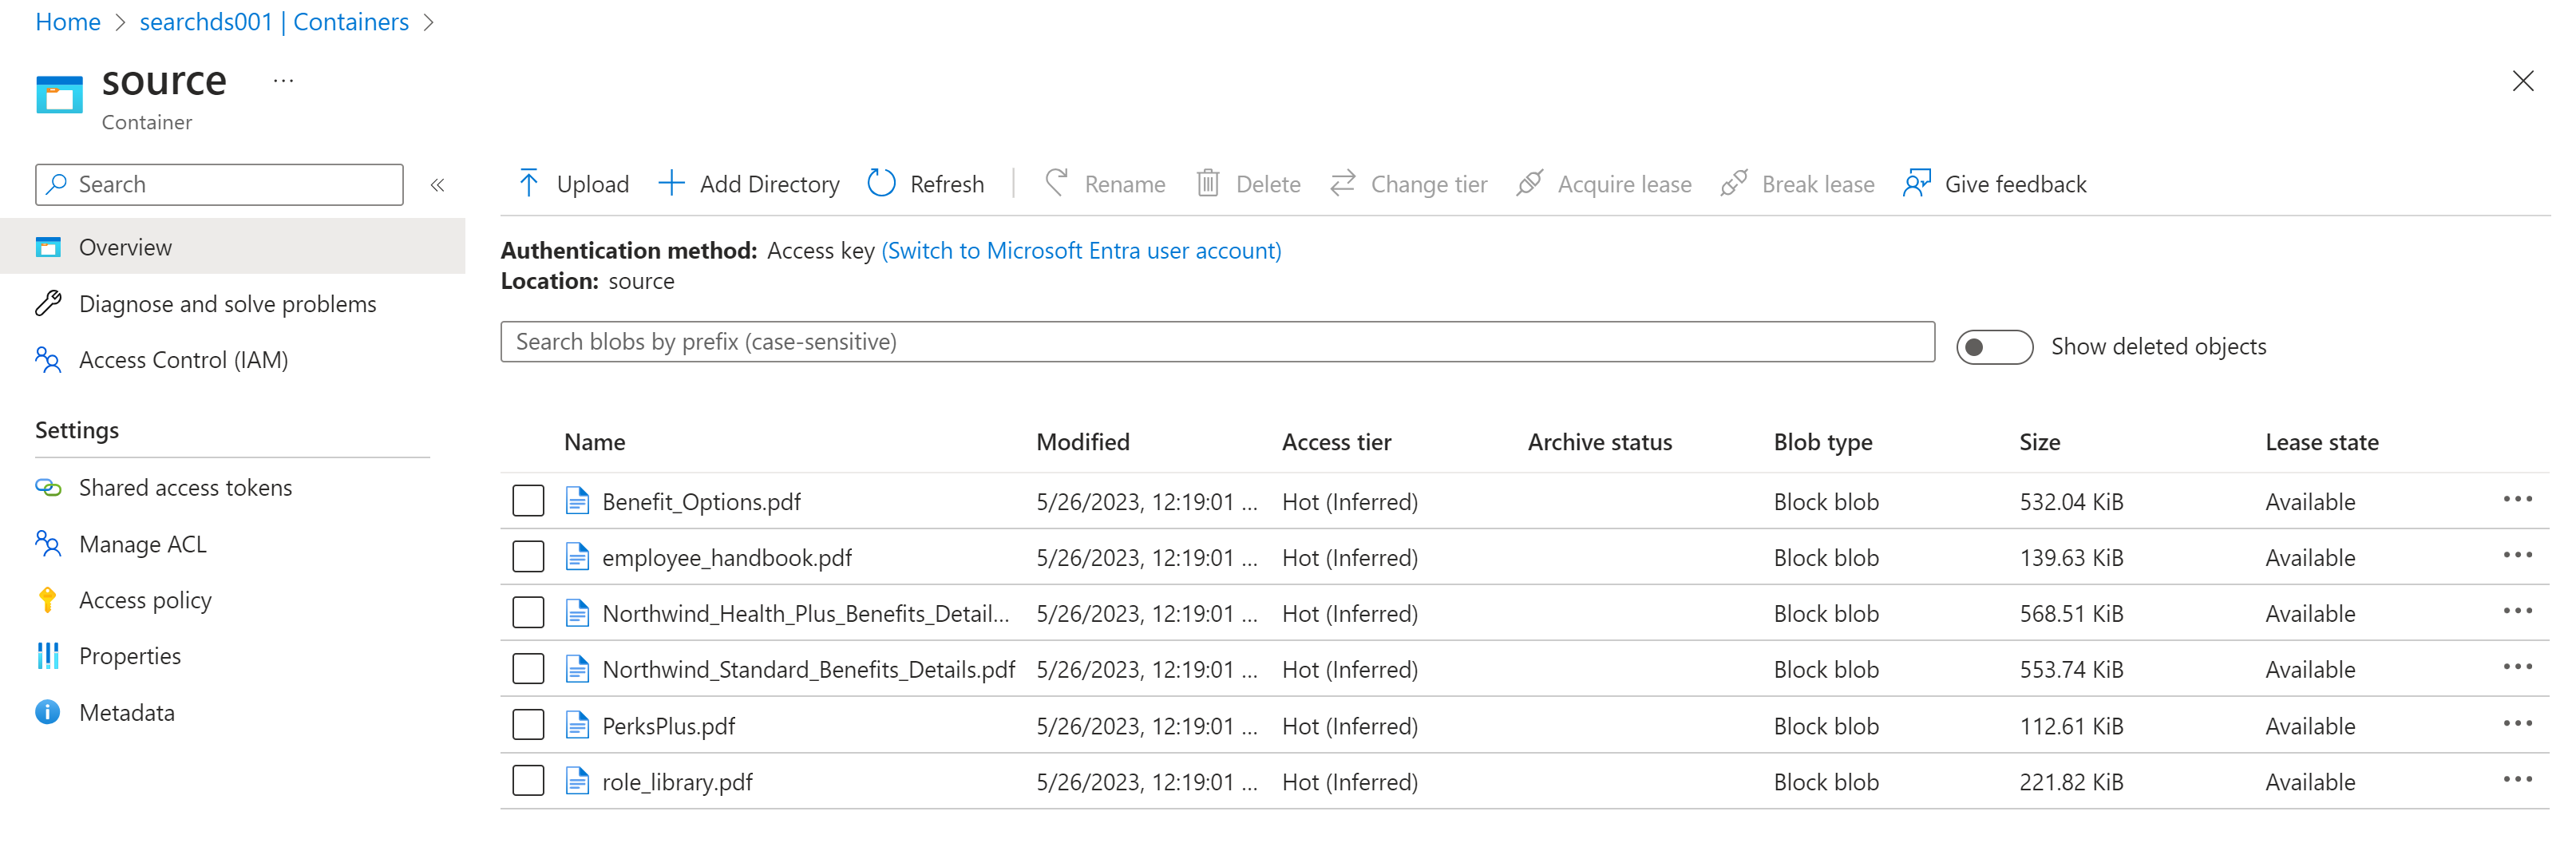 Home > searchds001 | Containers >
source ...
Container
Search «
Overview
Diagnose and solve problems
Access Control (IAM)
Settings
Shared access tokens
Manage ACL
Access policy
Properties
Metadata
Upload Add Directory Refresh Rename Delete Change tier Acquire lease Break lease Give feedback
Authentication method: Access key (Switch to Microsoft Entra user account)
Location: source
Search blobs by prefix (case-sensitive) Show deleted objects
Name Modified Access tier Archive status Blob type Size Lease state
Benefit_Options.pdf 5/26/2023, 12:19:01 ... Hot (Inferred) Block blob 532.04 KiB Available ...
employee_handbook.pdf 5/26/2023, 12:19:01 ... Hot (Inferred) Block blob 139.63 KiB Available ...
Northwind_Health_Plus_Benefits_Detail... 5/26/2023, 12:19:01 ... Hot (Inferred) Block blob 568.51 KiB Available ...
Northwind_Standard_Benefits_Details.pdf 5/26/2023, 12:19:01 ... Hot (Inferred) Block blob 553.74 KiB Available ...
PerksPlus.pdf 5/26/2023, 12:19:01 ... Hot (Inferred) Block blob 112.61 KiB Available ...
role_library.pdf 5/26/2023, 12:19:01 ... Hot (Inferred) Block blob 221.82 KiB Available ...